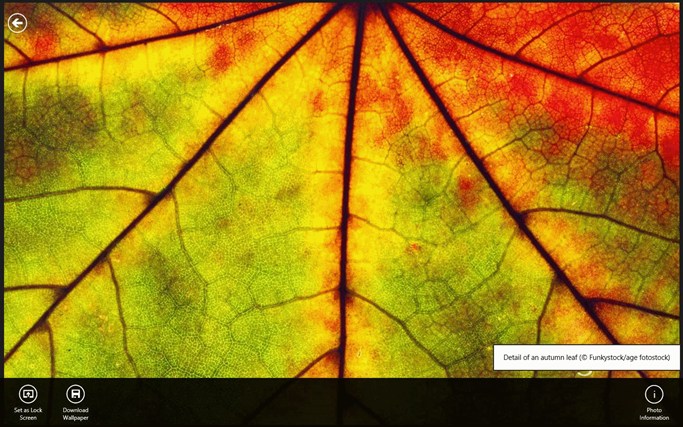 Detail of an autumn leaf (© Funkystock/age fotostock)
Set as Lock
Screen
Download
Wallpaper
Photo
Information